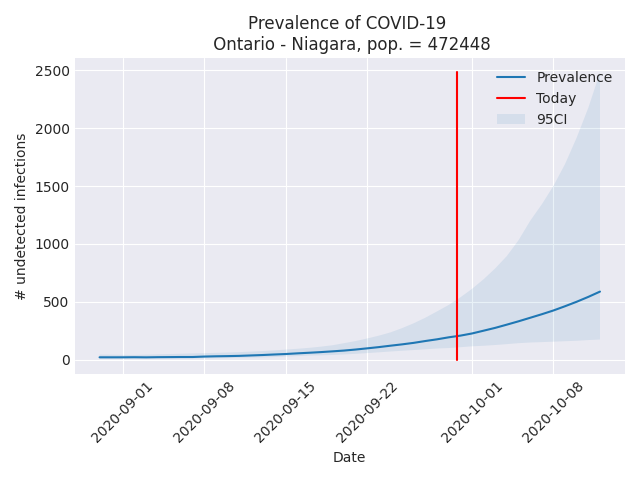 Prevalence of COVID-19
Ontario - Niagara, pop. = 472448
2500
2000
1500
1000
500
0
# undetected infections
Prevalence
Today
95CI
2020-09-01
2020-09-08
2020-09-15
2020-09-22
2020-10-01
2020-10-08
Date